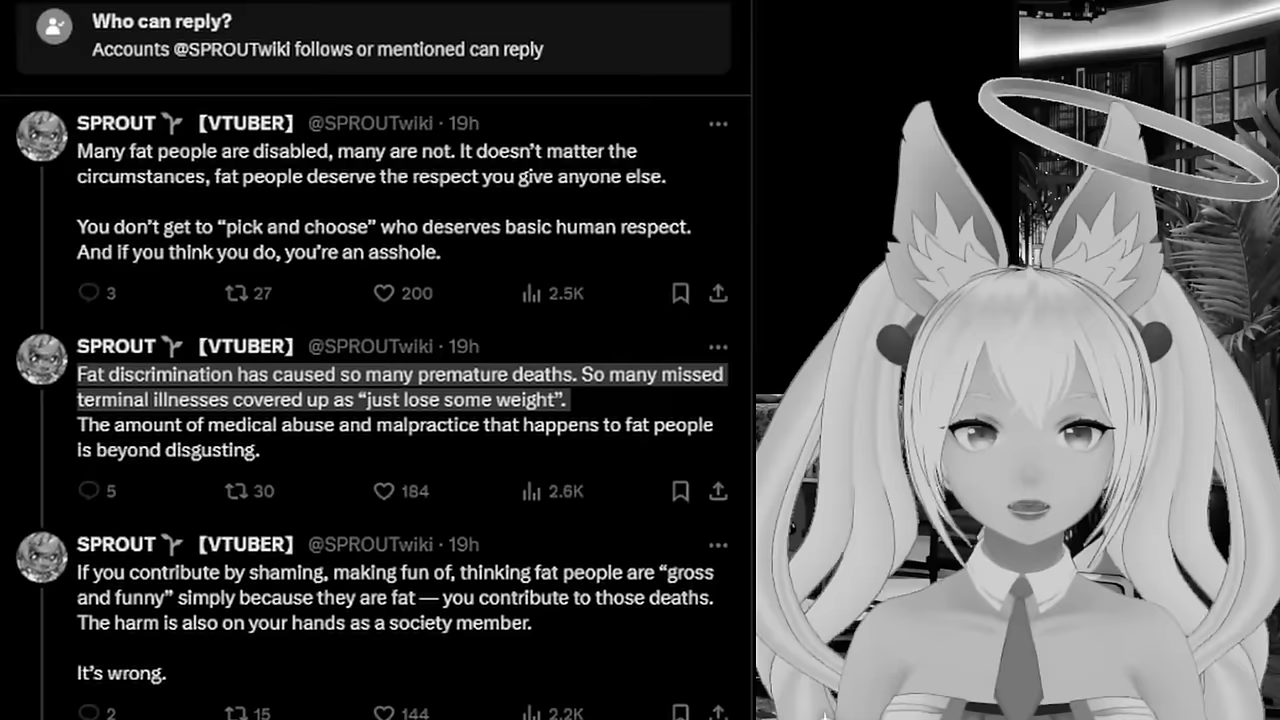 Who can reply?
Accounts @SPROUTwiki follows or mentioned can reply
SPROUT 【VTUBER】 @SPROUTwiki · 19h
Many fat people are disabled, many are not. It doesn't matter the
circumstances, fat people deserve the respect you give anyone else.
You don't get to “pick and choose” who deserves basic human respect.
And if you think you do, you're an asshole.
3 27 200 2.5K
SPROUT 【VTUBER】 @SPROUTwiki · 19h
Fat discrimination has caused so many premature deaths. So many missed
terminal illnesses covered up as “just lose some weight”.
The amount of medical abuse and malpractice that happens to fat people
is beyond disgusting.
5 30 184 2.6K
SPROUT 【VTUBER】 @SPROUTwiki · 19h
If you contribute by shaming, making fun of, thinking fat people are “gross
and funny” simply because they are fat — you contribute to those deaths.
The harm is also on your hands as a society member.
It's wrong.
2 15 144 2.2K